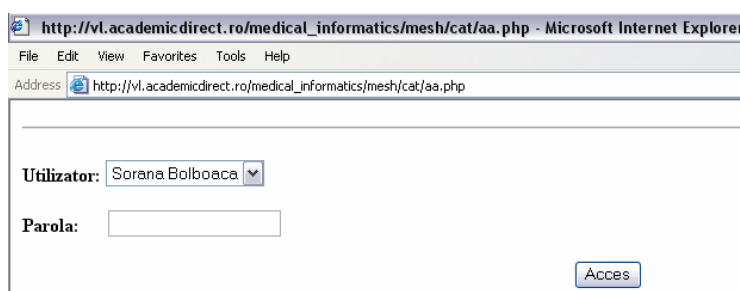 http://vl.academicdirect.ro/medical_informatics/mesh/cat/aa.php - Microsoft Internet Explorer
File Edit View Favorites Tools Help
Address http://vl.academicdirect.ro/medical_informatics/mesh/cat/aa.php
Utilizator: Sorana Bolboaca
Parola:
Acces